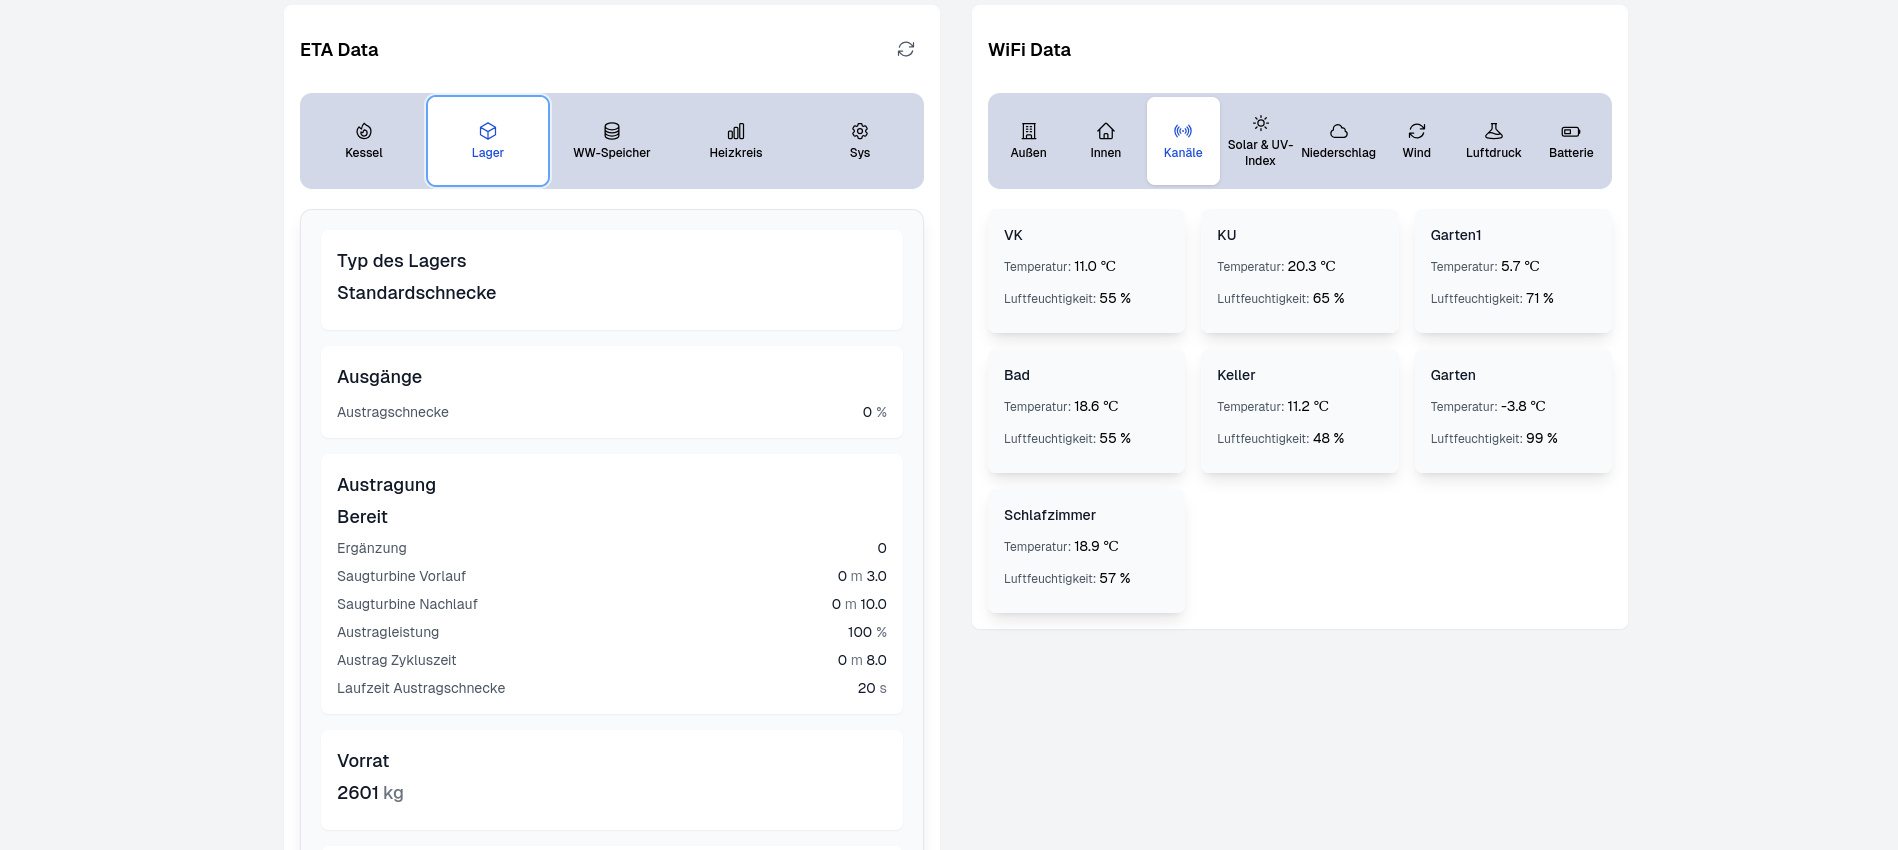 ETA Data
Kessel
Lager
WW-Speicher
Heizkreis
Sys
Typ des Lagers
Standardschnecke
Ausgänge
Austragschnecke 0 %
Austragung
Bereit
Ergänzung 0
Saugturbine Vorlauf 0 m 3.0
Saugturbine Nachlauf 0 m 10.0
Austragleistung 100 %
Austrag Zykluszeit 0 m 8.0
Laufzeit Austragschnecke 20 s
Vorrat
2601 kg
WiFi Data
Außen
Innen
Kanäle
Solar & UV-
Index
Niederschlag
Wind
Luftdruck
Batterie
VK
Temperatur: 11.0 °C
Luftfeuchtigkeit: 55 %
KU
Temperatur: 20.3 °C
Luftfeuchtigkeit: 65 %
Garten1
Temperatur: 5.7 °C
Luftfeuchtigkeit: 71 %
Bad
Temperatur: 18.6 °C
Luftfeuchtigkeit: 55 %
Keller
Temperatur: 11.2 °C
Luftfeuchtigkeit: 48 %
Garten
Temperatur: -3.8 °C
Luftfeuchtigkeit: 99 %
Schlafzimmer
Temperatur: 18.9 °C
Luftfeuchtigkeit: 57 %